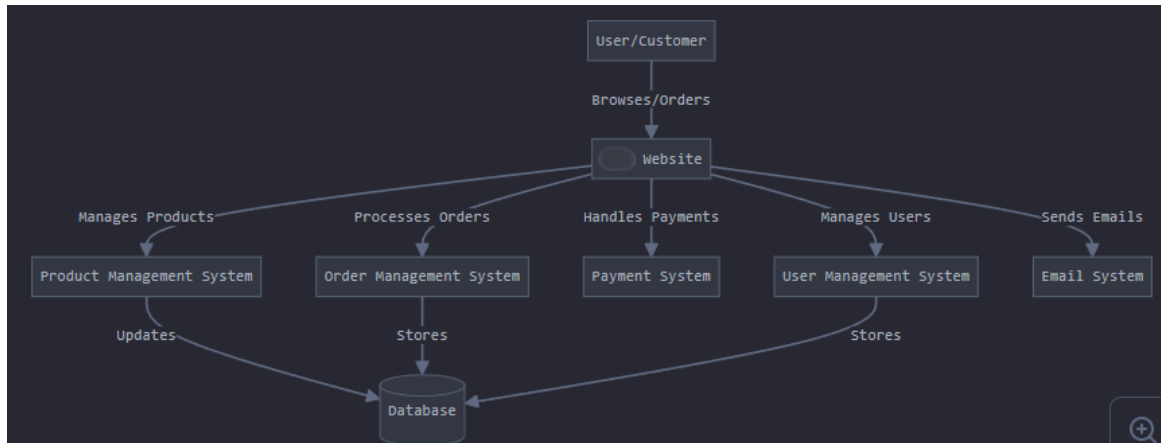 User/Customer
Browses/Orders
Website
Manages Products
Processes Orders
Handles Payments
Manages Users
Sends Emails
Product Management System
Order Management System
Payment System
User Management System
Email System
Updates
Stores
Stores
Database